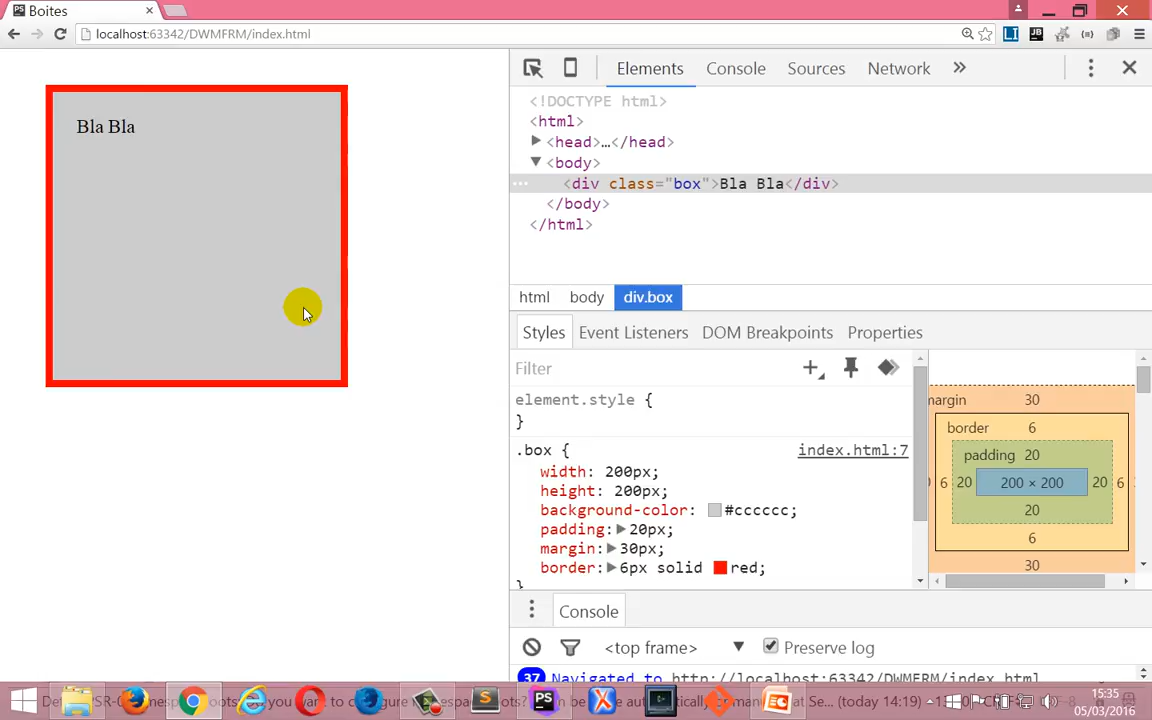 Boites
localhost:63342/DWMFRM/index.html
Bla Bla
Elements Console Sources Network
<!DOCTYPE html>
<html>
<head>…</head>
<body>
<div class="box">Bla Bla</div>
</body>
</html>
html body div.box
Styles Event Listeners DOM Breakpoints Properties
Filter
element.style {
}
.box { index.html:7
width: 200px;
height: 200px;
background-color: #cccccc;
padding: 20px;
margin: 30px;
border: 6px solid red;
}
margin 30
border 6
padding 20
6 20 200 × 200 20 6
20
6
30
Console
<top frame> Preserve log
37 Navigated to http://localhost:63342/DWMFRM/index.html
15:35
05/03/2016